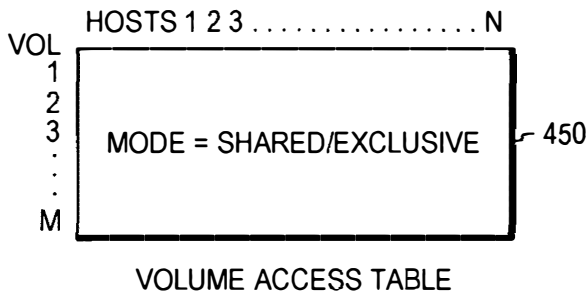 HOSTS 1 2 3 . . . . . . . . . . . . . . . . N
VOL
1
2
3
.
.
.
M
MODE = SHARED/EXCLUSIVE
450
VOLUME ACCESS TABLE